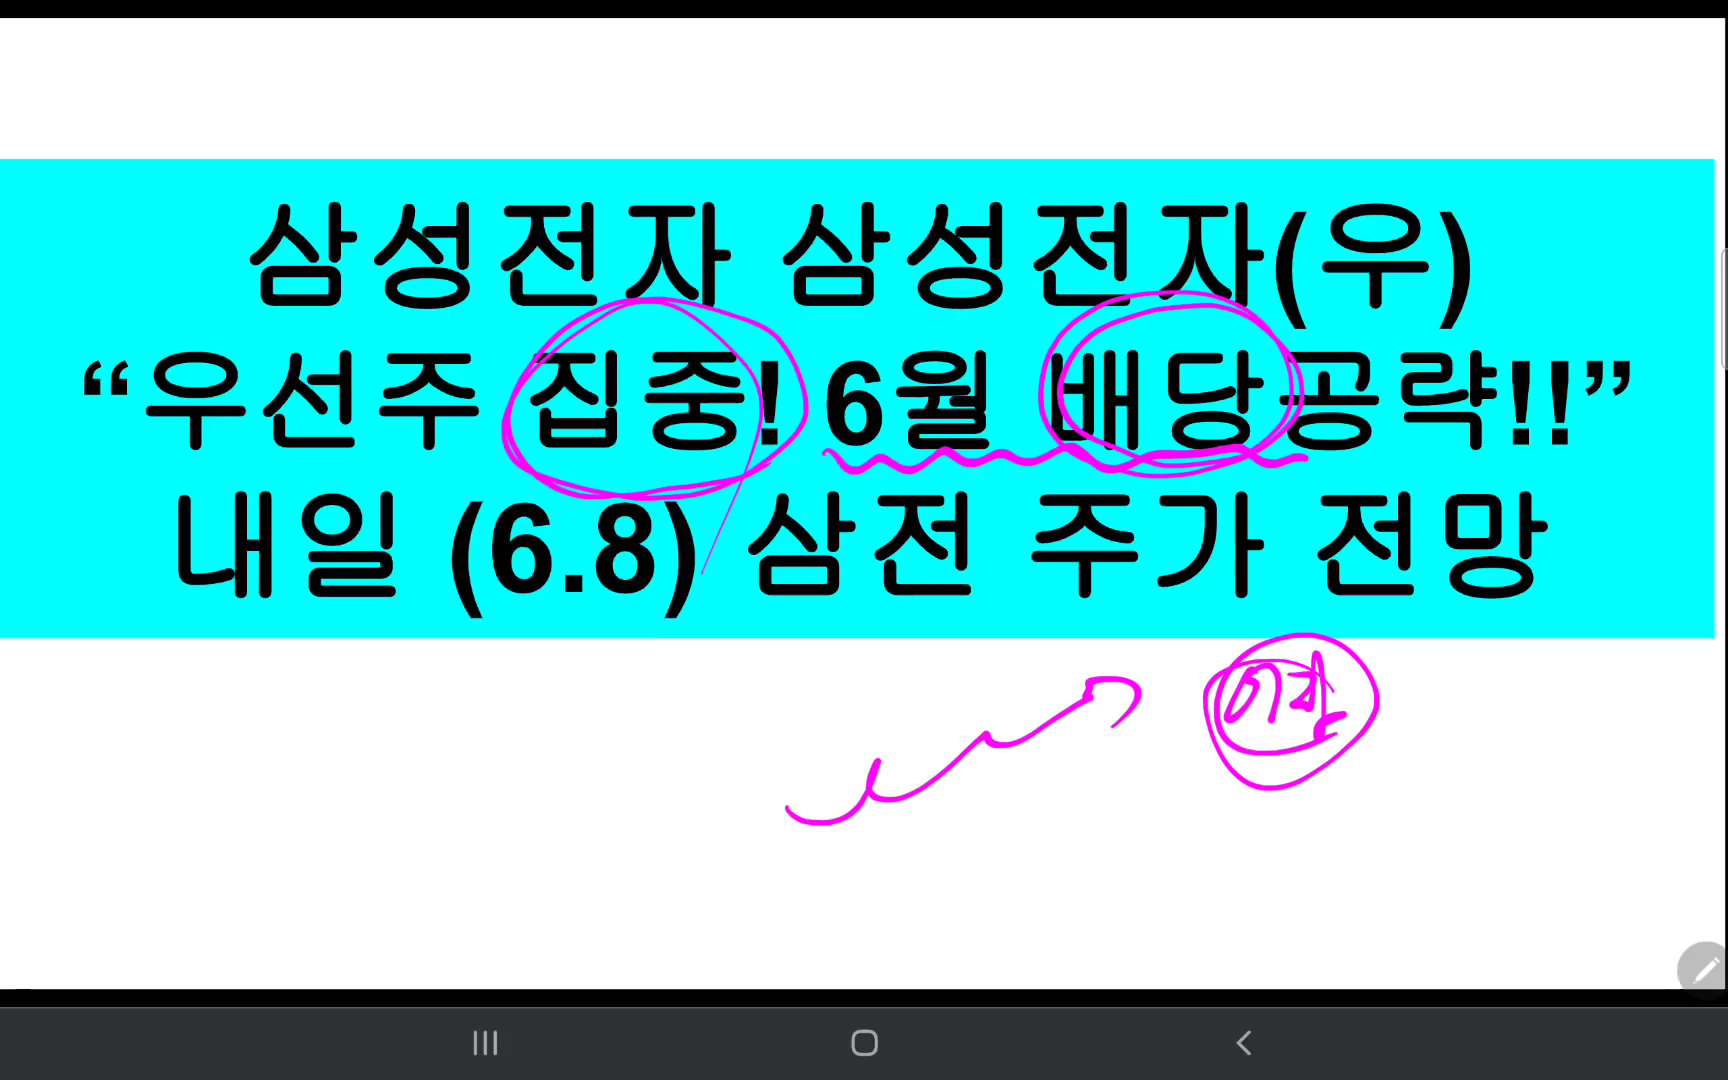 삼성전자 삼성전자(우)
“우선주 집중! 6월 배당공략!!”
내일 (6.8) 삼전 주가 전망